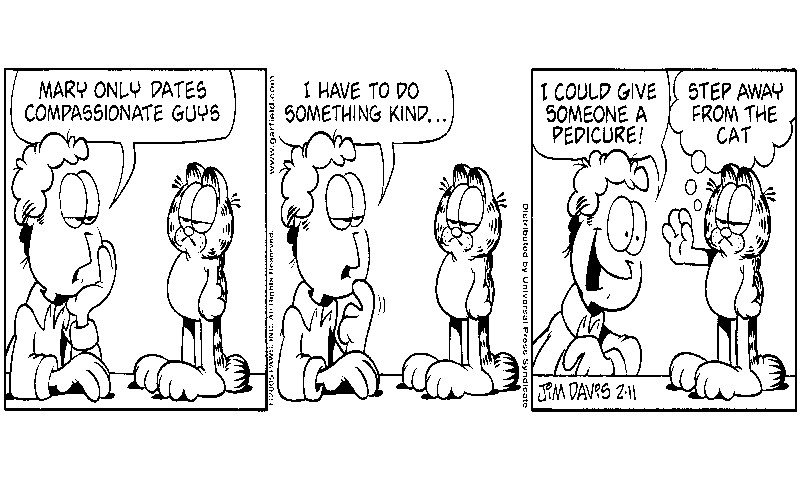 MARY ONLY DATES
COMPASSIONATE GUYS
www.garfield.com
I HAVE TO DO
SOMETHING KIND...
I COULD GIVE
SOMEONE A
PEDICURE!
STEP AWAY
FROM THE
CAT
Distributed by Universal Press Syndicate
JIM DAVIS 2·11